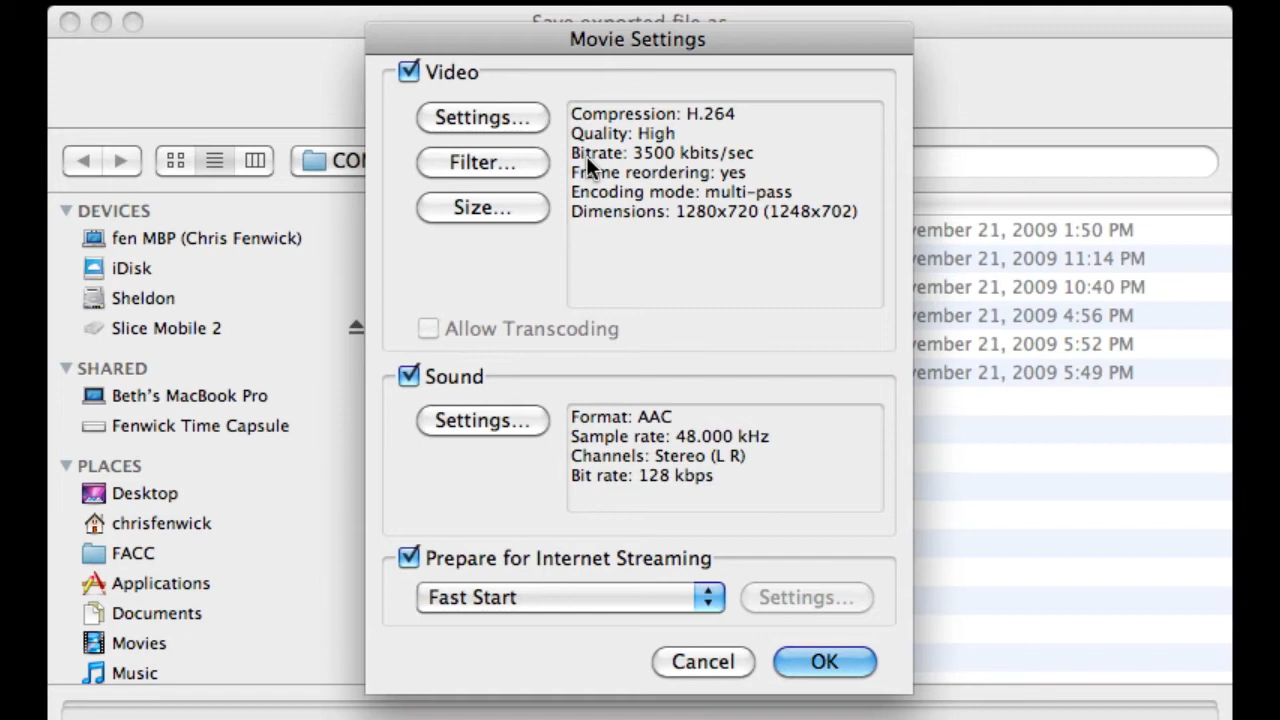 Save exported file as
Movie Settings
Video
Settings...
Filter...
Size...
Compression: H.264
Quality: High
Bitrate: 3500 kbits/sec
Frame reordering: yes
Encoding mode: multi-pass
Dimensions: 1280x720 (1248x702)
Allow Transcoding
Sound
Settings...
Format: AAC
Sample rate: 48.000 kHz
Channels: Stereo (L R)
Bit rate: 128 kbps
Prepare for Internet Streaming
Fast Start
Settings...
Cancel
OK
DEVICES
fen MBP (Chris Fenwick)
iDisk
Sheldon
Slice Mobile 2
SHARED
Beth's MacBook Pro
Fenwick Time Capsule
PLACES
Desktop
chrisfenwick
FACC
Applications
Documents
Movies
Music
vember 21, 2009 1:50 PM
vember 21, 2009 11:14 PM
vember 21, 2009 10:40 PM
vember 21, 2009 4:56 PM
vember 21, 2009 5:52 PM
vember 21, 2009 5:49 PM